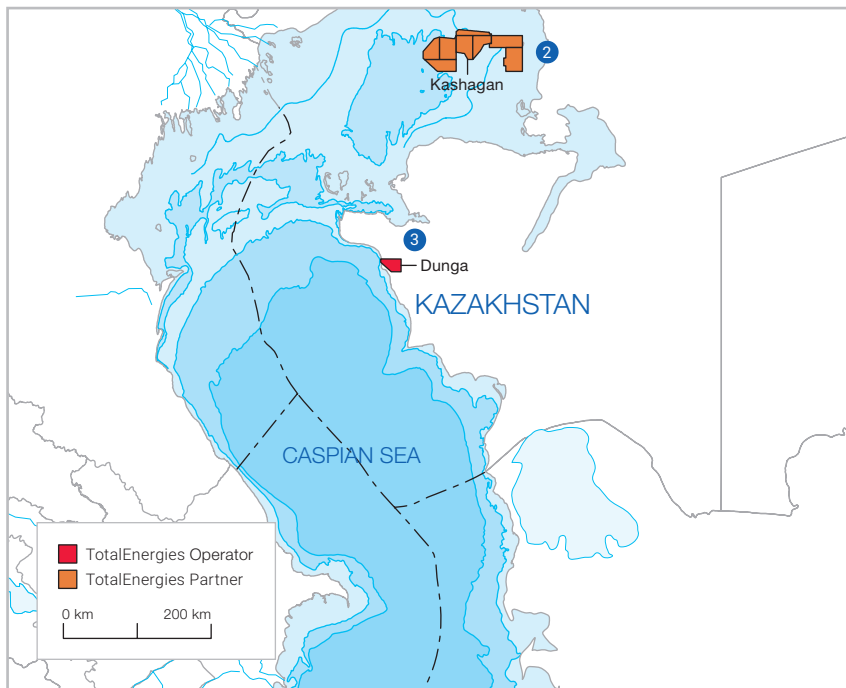 2
Kashagan
3
Dunga
KAZAKHSTAN
CASPIAN SEA
TotalEnergies Operator
TotalEnergies Partner
0 km 200 km